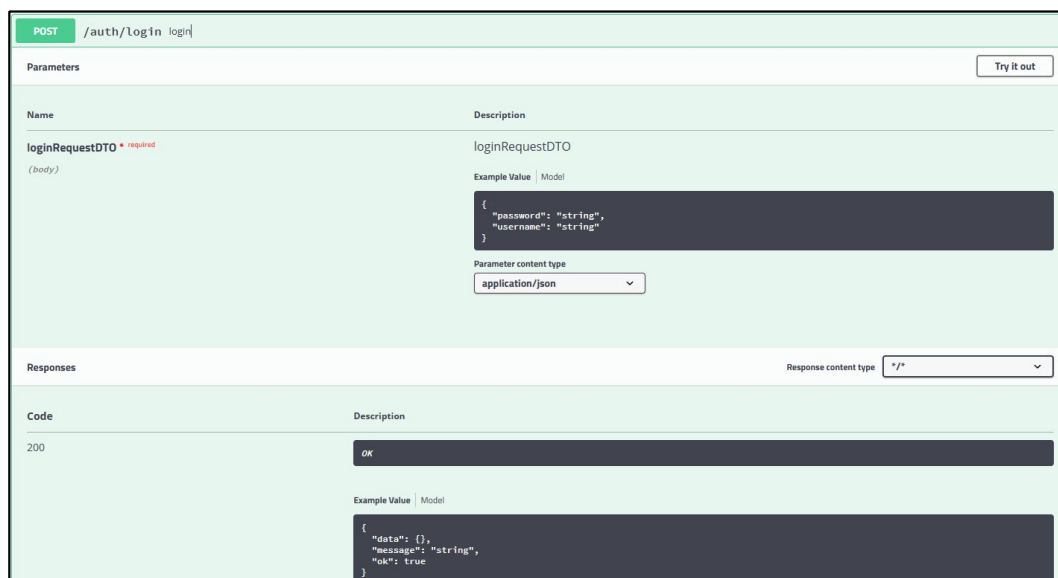 POST /auth/login login
Parameters Try it out
Name Description
loginRequestDTO * required loginRequestDTO
(body)
Example Value | Model
{
"password": "string",
"username": "string"
}
Parameter content type
application/json
Responses Response content type */*
Code Description
200 OK
Example Value | Model
{
"data": {},
"message": "string",
"ok": true
}